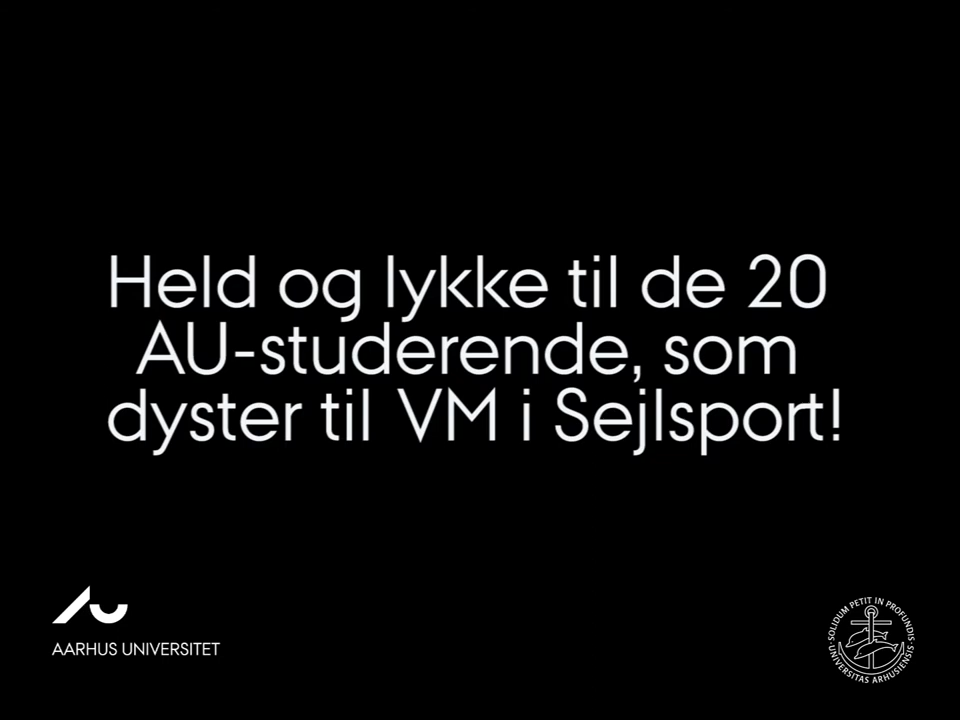 Held og lykke til de 20
AU-studerende, som
dyster til VM i Sejlsport!
AARHUS UNIVERSITET
SOLIDUM PETIT IN PROFUNDIS
UNIVERSITAS ARHUSIENSIS